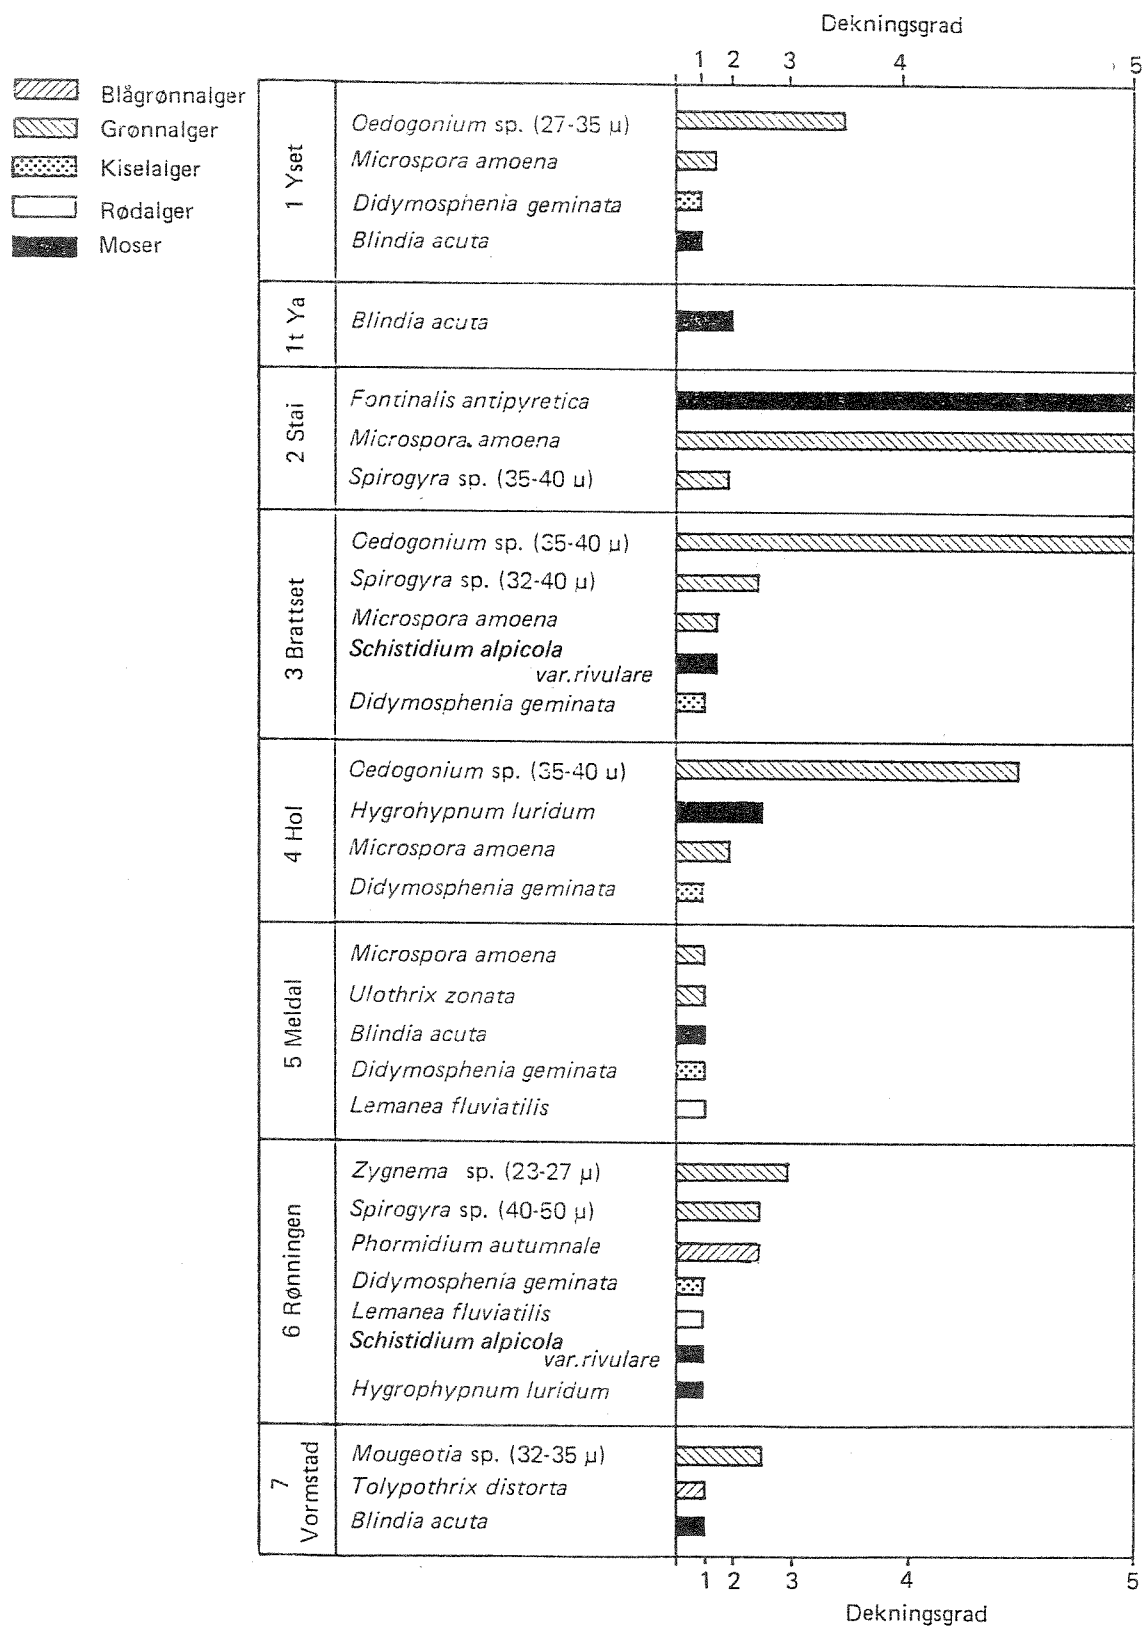 Dekningsgrad
1 2 3 4 5
Blågrønnalger
Grønnalger
Kiselalger
Rødalger
Moser
1 Yset
Oedogonium sp. (27-35 µ)
Microspora amoena
Didymosphenia geminata
Blindia acuta
1t Ya
Blindia acuta
2 Stai
Fontinalis antipyretica
Microspora amoena
Spirogyra sp. (35-40 u)
3 Brattset
Oedogonium sp. (35-40 µ)
Spirogyra sp. (32-40 µ)
Microspora amoena
Schistidium alpicola
var. rivulare
Didymosphenia geminata
4 Hol
Oedogonium sp. (35-40 u)
Hygrohypnum luridum
Microspora amoena
Didymosphenia geminata
5 Meldal
Microspora amoena
Ulothrix zonata
Blindia acuta
Didymosphenia geminata
Lemanea fluviatilis
6 Rønningen
Zygnema sp. (23-27 µ)
Spirogyra sp. (40-50 µ)
Phormidium autumnale
Didymosphenia geminata
Lemanea fluviatilis
Schistidium alpicola
var. rivulare
Hygrophypnum luridum
7
Vormstad
Mougeotia sp. (32-35 µ)
Tolypothrix distorta
Blindia acuta
1 2 3 4 5
Dekningsgrad